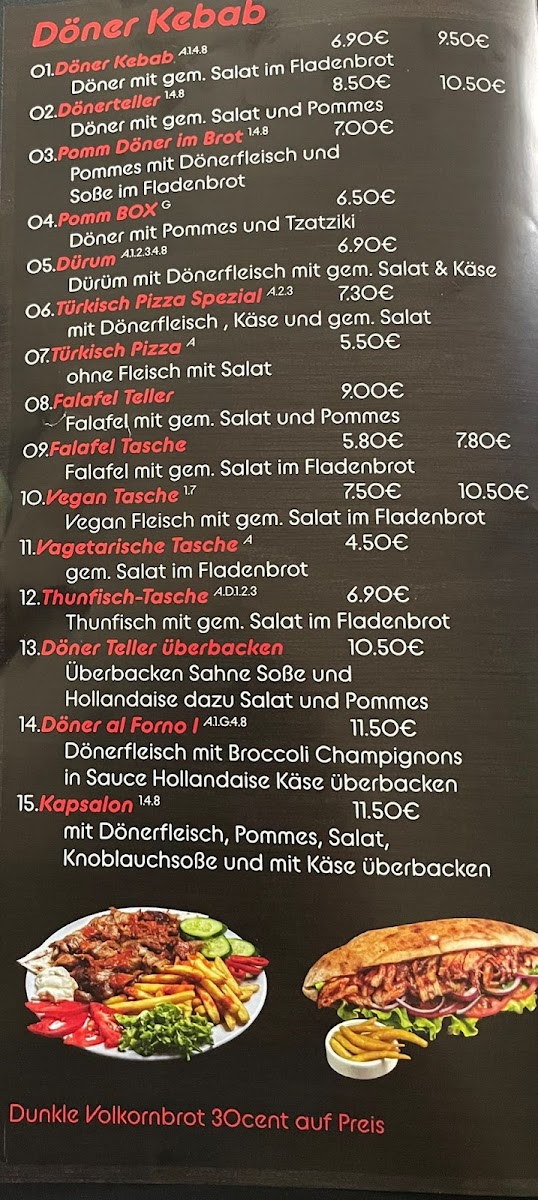 Döner Kebab
01.Döner Kebab A.1.4.8 6.90€ 9.50€
Döner mit gem. Salat im Fladenbrot
02.Dönerteller 1.4.8 8.50€ 10.50€
Döner mit gem. Salat und Pommes
03.Pomm Döner im Brot 1.4.8 7.00€
Pommes mit Dönerfleisch und
Soße im Fladenbrot
04.Pomm BOX G 6.50€
Döner mit Pommes und Tzatziki
05.Dürum A.1.2.3.4.8 6.90€
Dürüm mit Dönerfleisch mit gem. Salat & Käse
06.Türkisch Pizza Spezial A.2.3 7.30€
mit Dönerfleisch , Käse und gem. Salat
07.Türkisch Pizza A 5.50€
ohne Fleisch mit Salat
08.Falafel Teller 9.00€
Falafel mit gem. Salat und Pommes
09.Falafel Tasche 5.80€ 7.80€
Falafel mit gem. Salat im Fladenbrot
10.Vegan Tasche 1.7 7.50€ 10.50€
Vegan Fleisch mit gem. Salat im Fladenbrot
11.Vagetarische Tasche A 4.50€
gem. Salat im Fladenbrot
12.Thunfisch-Tasche A.D.1.2.3 6.90€
Thunfisch mit gem. Salat im Fladenbrot
13.Döner Teller überbacken 10.50€
Überbacken Sahne Soße und
Hollandaise dazu Salat und Pommes
14.Döner al Forno I A.1.G.4.8 11.50€
Dönerfleisch mit Broccoli Champignons
in Sauce Hollandaise Käse überbacken
15.Kapsalon 1.4.8 11.50€
mit Dönerfleisch, Pommes, Salat,
Knoblauchsoße und mit Käse überbacken
Dunkle Volkornbrot 30cent auf Preis